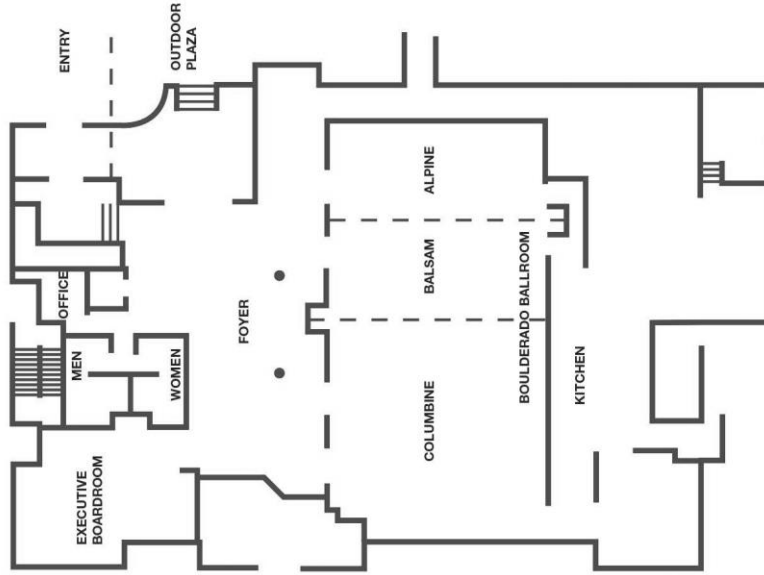 ENTRY
OUTDOOR
PLAZA
OFFICE
MEN
WOMEN
FOYER
EXECUTIVE
BOARDROOM
ALPINE
BALSAM
COLUMBINE
BOULDERADO BALLROOM
KITCHEN